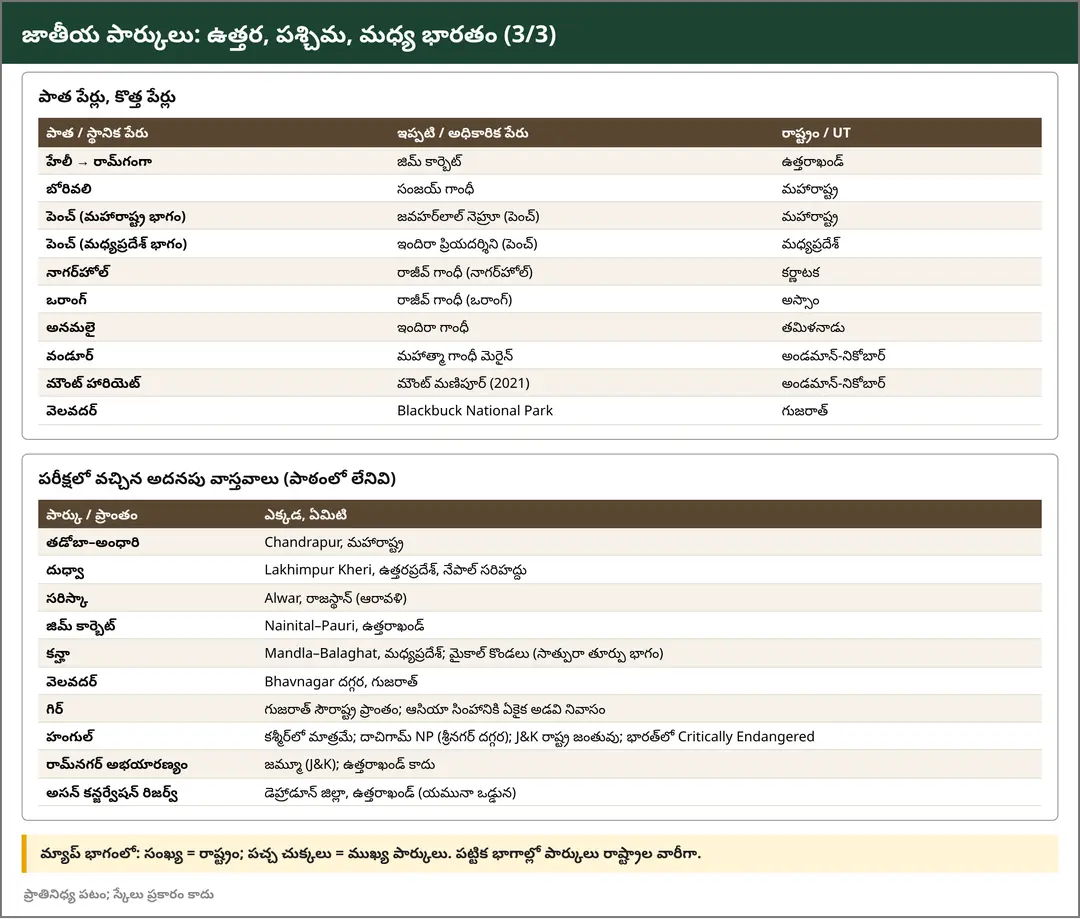 జాతీయ పార్కులు: ఉత్తర, పశ్చిమ, మధ్య భారతం (3/3)
పాత పేర్లు, కొత్త పేర్లు
పాత / స్థానిక పేరు ఇప్పటి / అధికారిక పేరు రాష్ట్రం / UT
హేలీ → రామ్‌గంగా జిమ్ కార్బెట్ ఉత్తరాఖండ్
బోరివలి సంజయ్ గాంధీ మహారాష్ట్ర
పెంచ్ (మహారాష్ట్ర భాగం) జవహర్‌లాల్ నెహ్రూ (పెంచ్) మహారాష్ట్ర
పెంచ్ (మధ్యప్రదేశ్ భాగం) ఇందిరా ప్రియదర్శిని (పెంచ్) మధ్యప్రదేశ్
నాగర్‌హోల్ రాజీవ్ గాంధీ (నాగర్‌హోల్) కర్ణాటక
ఒరాంగ్ రాజీవ్ గాంధీ (ఒరాంగ్) అస్సాం
అనమలై ఇందిరా గాంధీ తమిళనాడు
వండూర్ మహాత్మా గాంధీ మెరైన్ అండమాన్-నికోబార్
మౌంట్ హారియెట్ మౌంట్ మణిపూర్ (2021) అండమాన్-నికోబార్
వెలవదర్ Blackbuck National Park గుజరాత్
పరీక్షలో వచ్చిన అదనపు వాస్తవాలు (పాఠంలో లేనివి)
పార్కు / ప్రాంతం ఎక్కడ, ఏమిటి
తడోబా–అంధారి Chandrapur, మహారాష్ట్ర
దుధ్వా Lakhimpur Kheri, ఉత్తరప్రదేశ్, నేపాల్ సరిహద్దు
సరిస్కా Alwar, రాజస్థాన్ (ఆరావళి)
జిమ్ కార్బెట్ Nainital–Pauri, ఉత్తరాఖండ్
కన్హా Mandla–Balaghat, మధ్యప్రదేశ్; మైకాల్ కొండలు (సాత్పురా తూర్పు భాగం)
వెలవదర్ Bhavnagar దగ్గర, గుజరాత్
గిర్ గుజరాత్ సౌరాష్ట్ర ప్రాంతం; ఆసియా సింహానికి ఏకైక అడవి నివాసం
హంగుల్ కశ్మీర్‌లో మాత్రమే; దాచిగామ్ NP (శ్రీనగర్ దగ్గర); J&K రాష్ట్ర జంతువు; భారత్‌లో Critically Endangered
రామ్‌నగర్ అభయారణ్యం జమ్మూ (J&K); ఉత్తరాఖండ్ కాదు
అసన్ కన్జర్వేషన్ రిజర్వ్ డెహ్రాడూన్ జిల్లా, ఉత్తరాఖండ్ (యమునా ఒడ్డున)
మ్యాప్ భాగంలో: సంఖ్య = రాష్ట్రం; పచ్చ చుక్కలు = ముఖ్య పార్కులు. పట్టిక భాగాల్లో పార్కులు రాష్ట్రాల వారీగా.
ప్రాతినిధ్య పటం; స్కేలు ప్రకారం కాదు